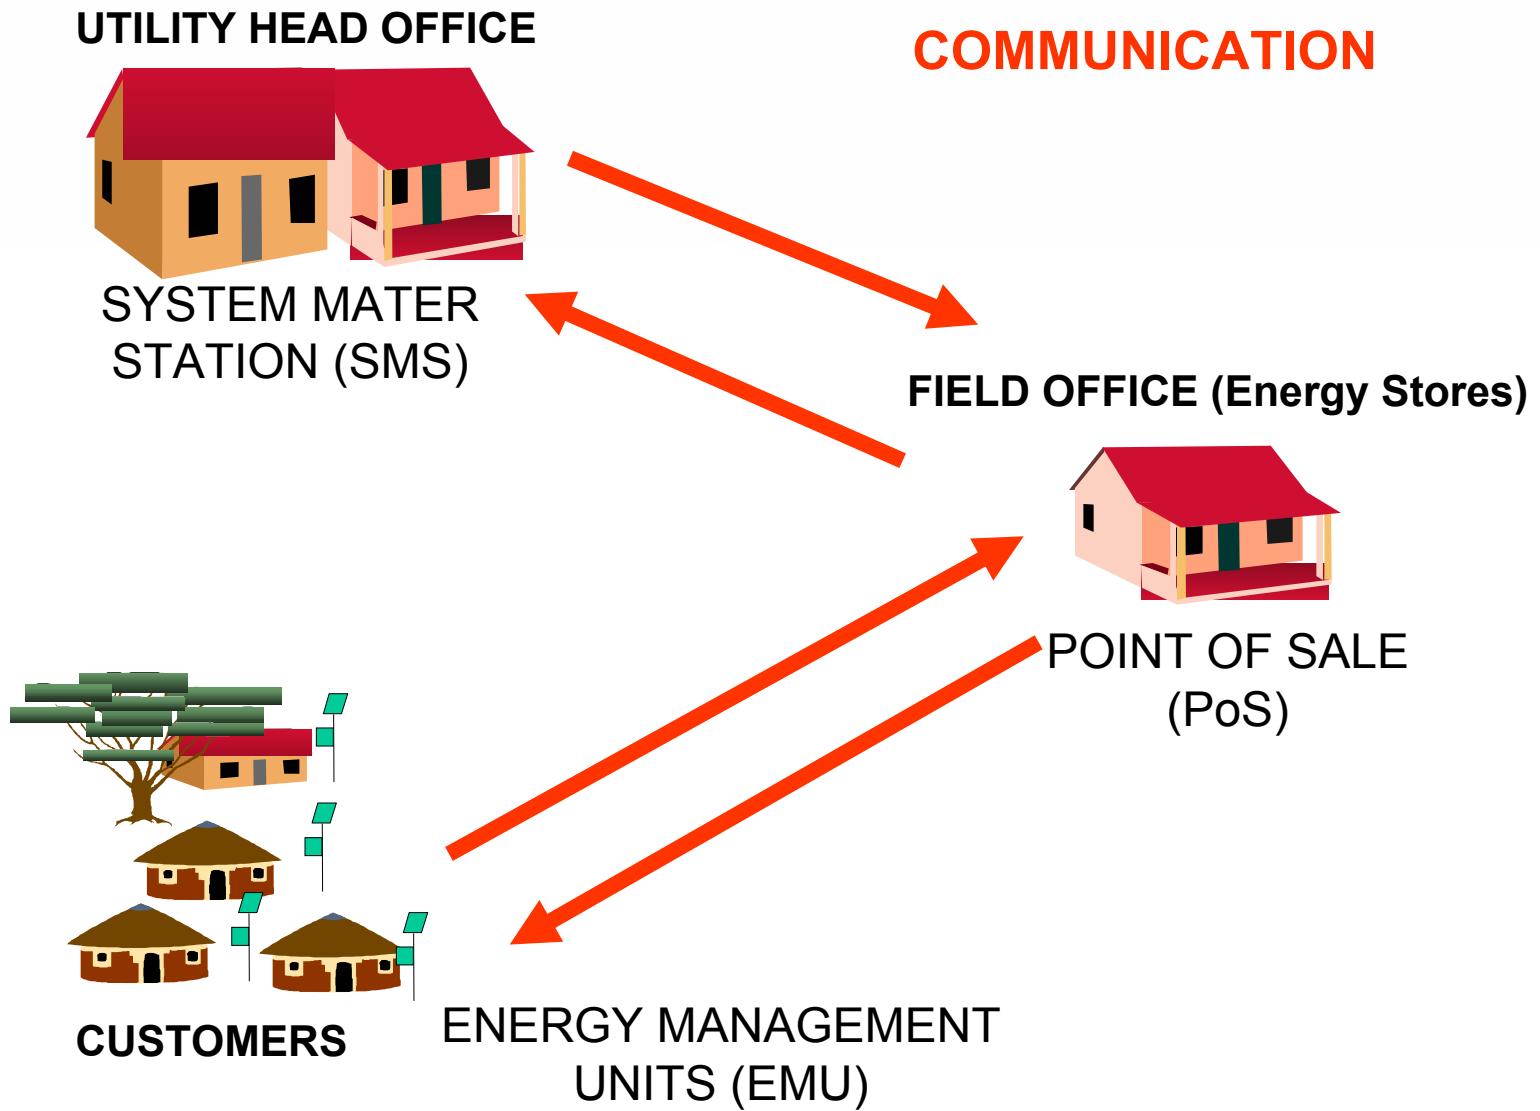 UTILITY HEAD OFFICE
COMMUNICATION
SYSTEM MATER
STATION (SMS)
FIELD OFFICE (Energy Stores)
POINT OF SALE
(PoS)
CUSTOMERS
ENERGY MANAGEMENT
UNITS (EMU)